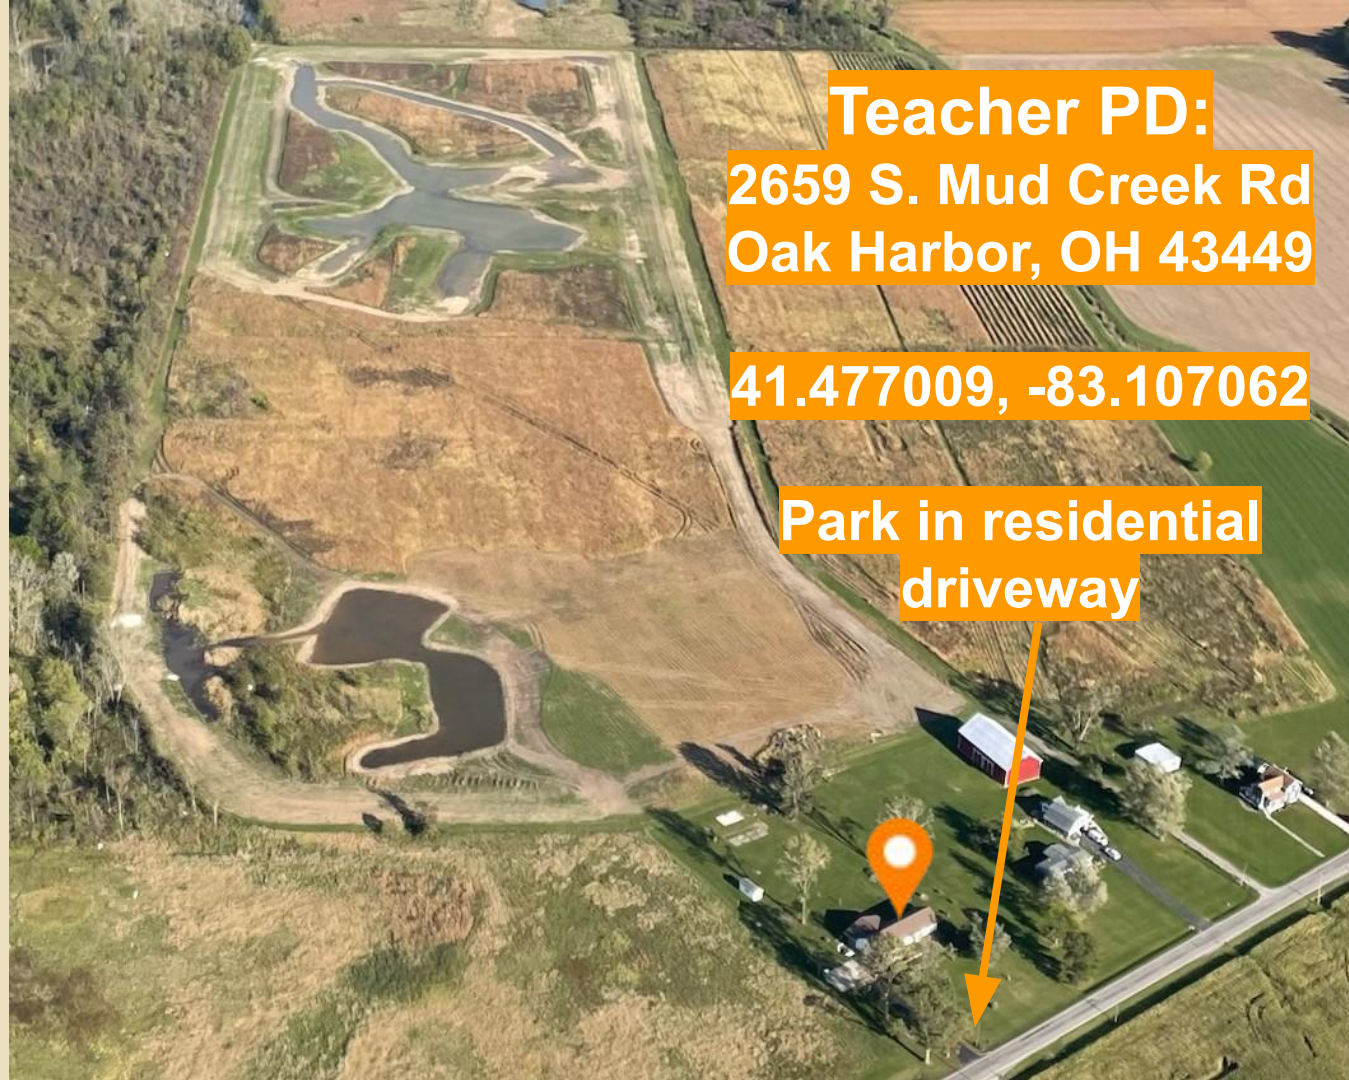 Teacher PD:
2659 S. Mud Creek Rd
Oak Harbor, OH 43449
41.477009, -83.107062
Park in residential
driveway